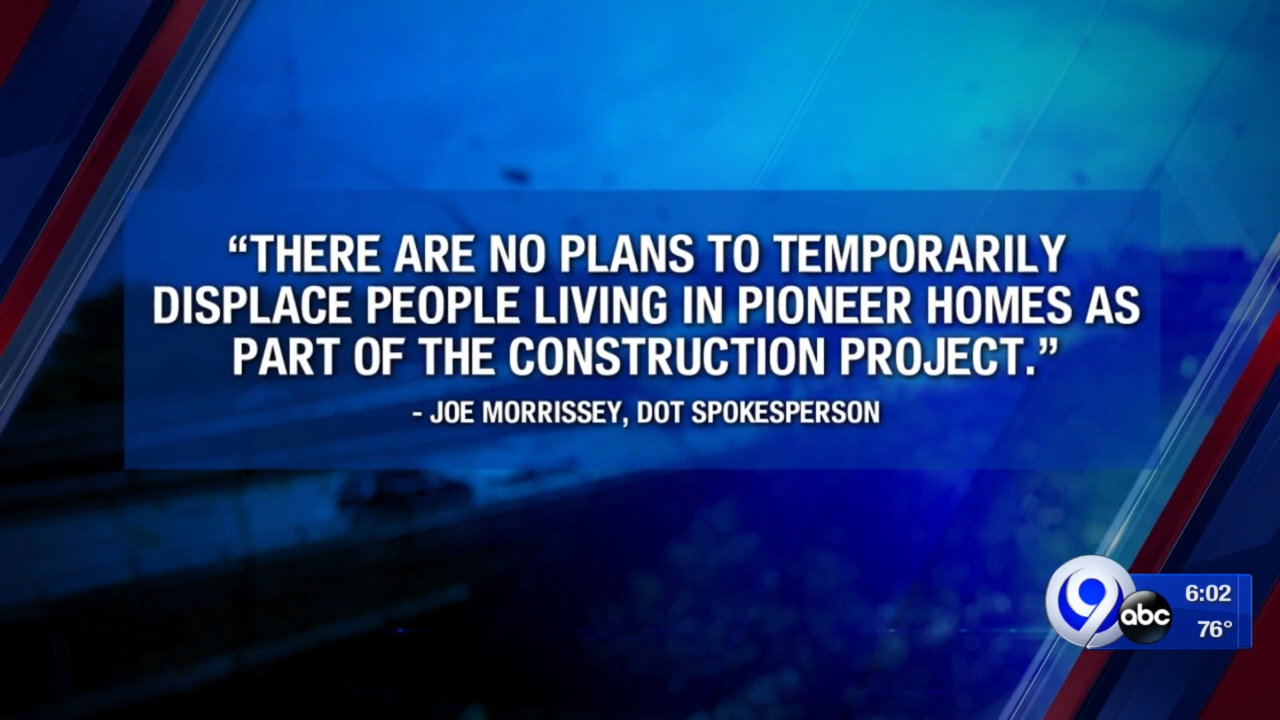 “THERE ARE NO PLANS TO TEMPORARILY
DISPLACE PEOPLE LIVING IN PIONEER HOMES AS
PART OF THE CONSTRUCTION PROJECT.”
- JOE MORRISSEY, DOT SPOKESPERSON
9 abc
6:02
76°